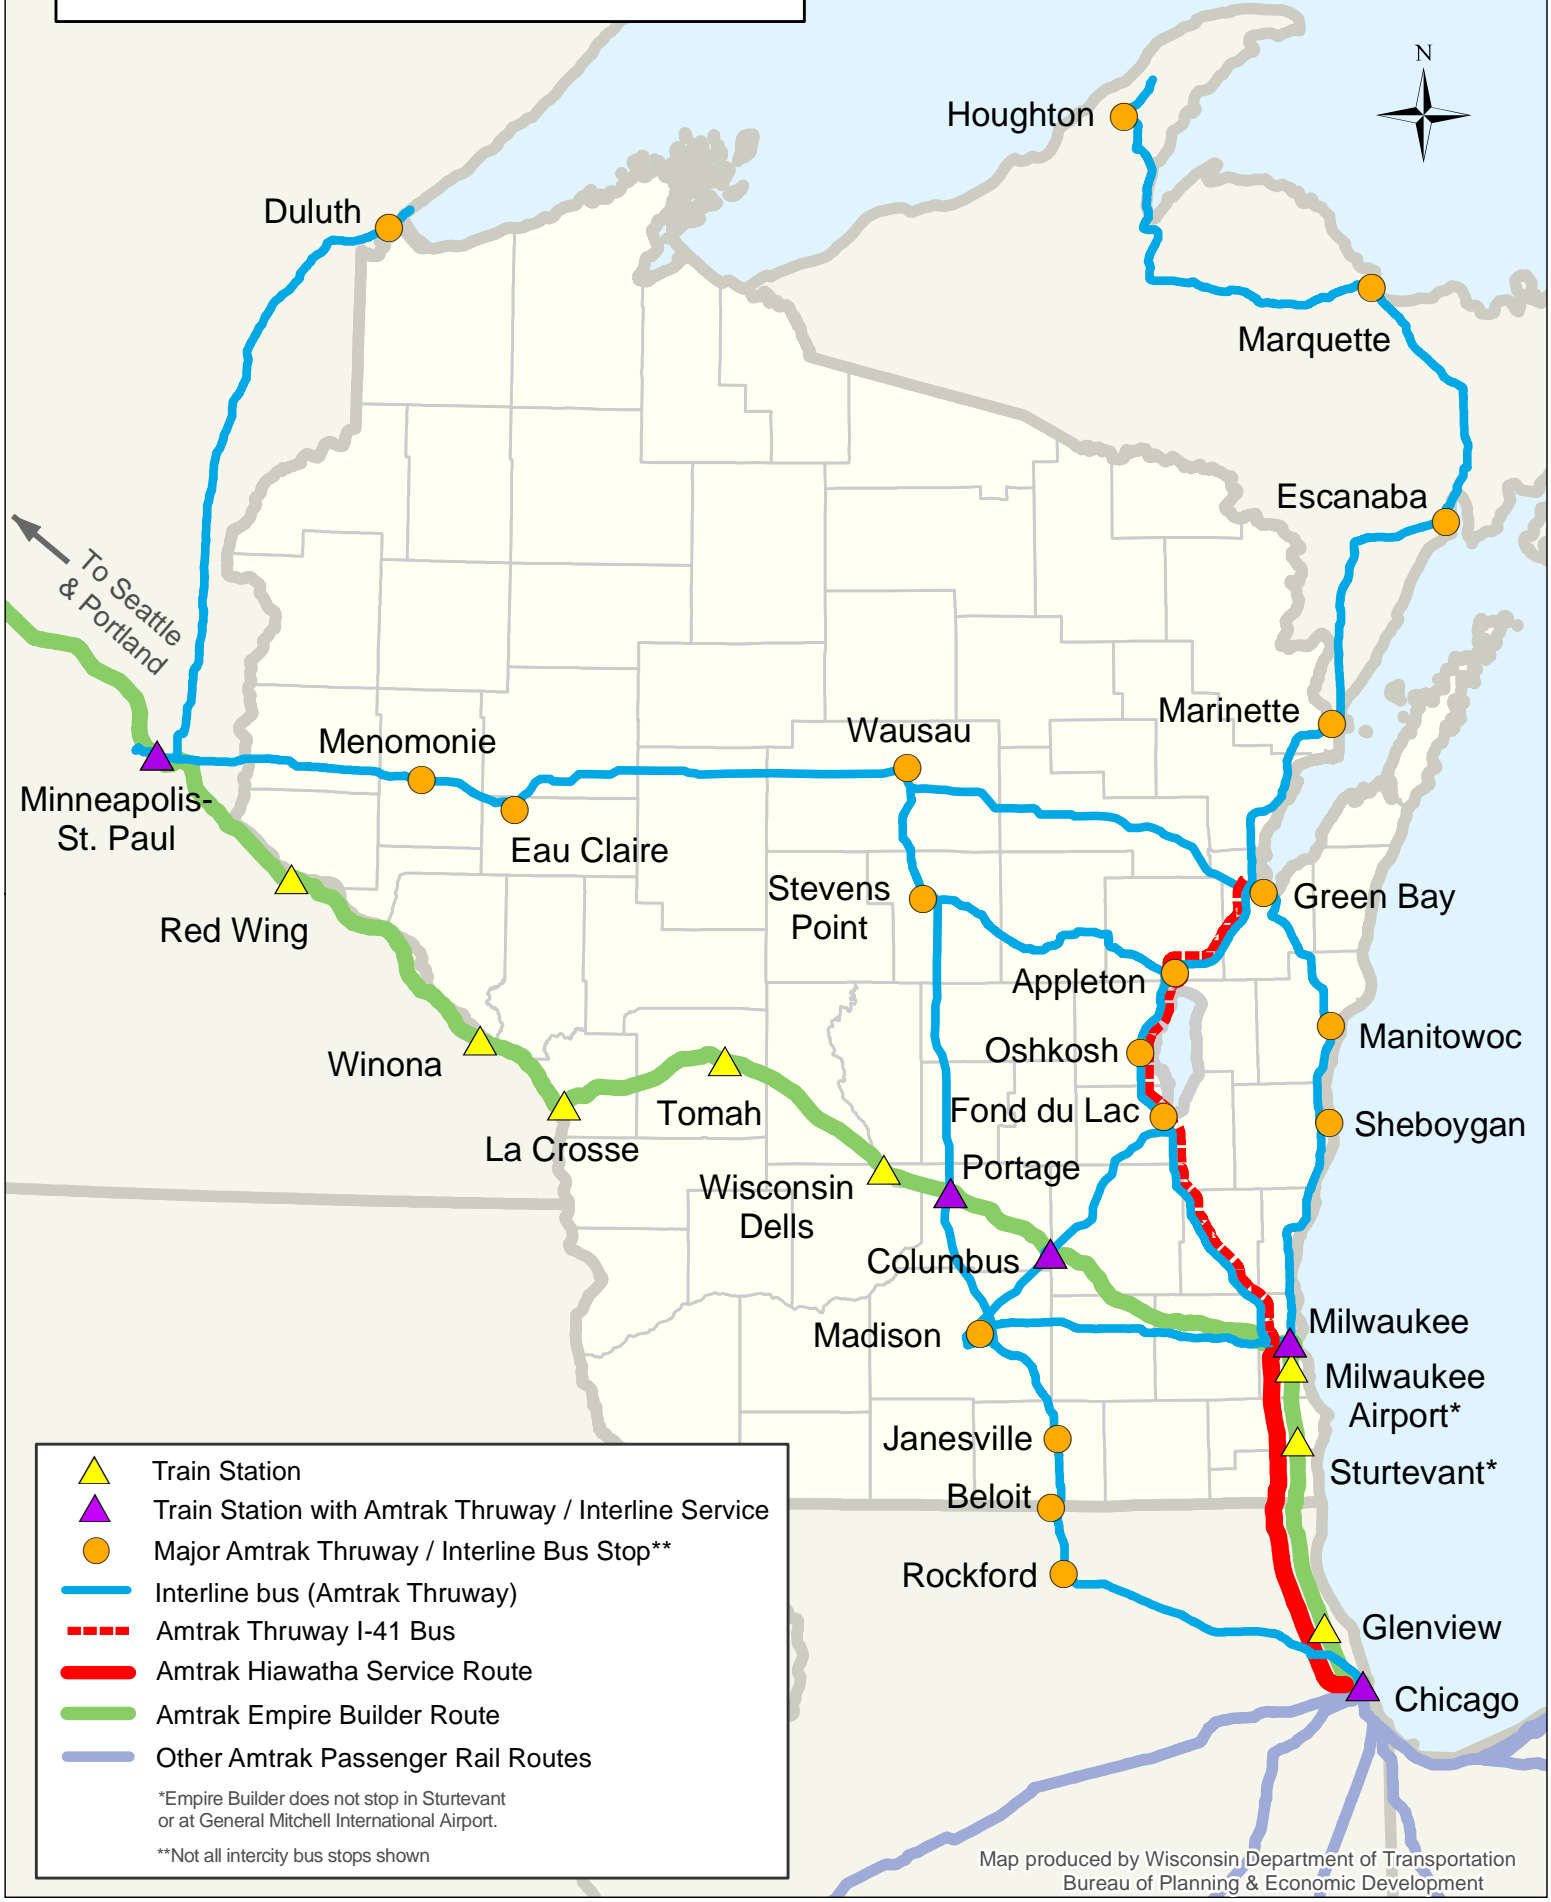 N
Houghton
Duluth
Marquette
Escanaba
To Seattle
& Portland
Marinette
Wausau
Menomonie
Minneapolis-
St. Paul
Eau Claire
Stevens
Point
Green Bay
Red Wing
Appleton
Manitowoc
Oshkosh
Winona
Fond du Lac
Tomah
Sheboygan
La Crosse
Portage
Wisconsin
Dells
Columbus
Milwaukee
Madison
Milwaukee
Airport*
Janesville
Sturtevant*
Beloit
Rockford
Glenview
Chicago
Train Station
Train Station with Amtrak Thruway / Interline Service
Major Amtrak Thruway / Interline Bus Stop**
Interline bus (Amtrak Thruway)
Amtrak Thruway I-41 Bus
Amtrak Hiawatha Service Route
Amtrak Empire Builder Route
Other Amtrak Passenger Rail Routes
*Empire Builder does not stop in Sturtevant
or at General Mitchell International Airport.
**Not all intercity bus stops shown
Map produced by Wisconsin Department of Transportation
Bureau of Planning & Economic Development